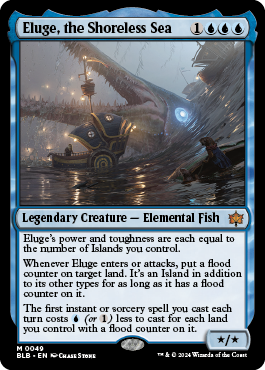 Eluge, the Shoreless Sea 1
Legendary Creature — Elemental Fish
Eluge's power and toughness are each equal to
the number of Islands you control.
Whenever Eluge enters or attacks, put a
flood counter on target land. It's an Island in addition
to its other types for as long as it has a flood
counter on it.
The first instant or sorcery spell you cast each
turn costs (or 1) less to cast for each land
you control with a flood counter on it.
*/*
M 0049
BLB • EN Chase Stone
™ & © 2024 Wizards of the Coast